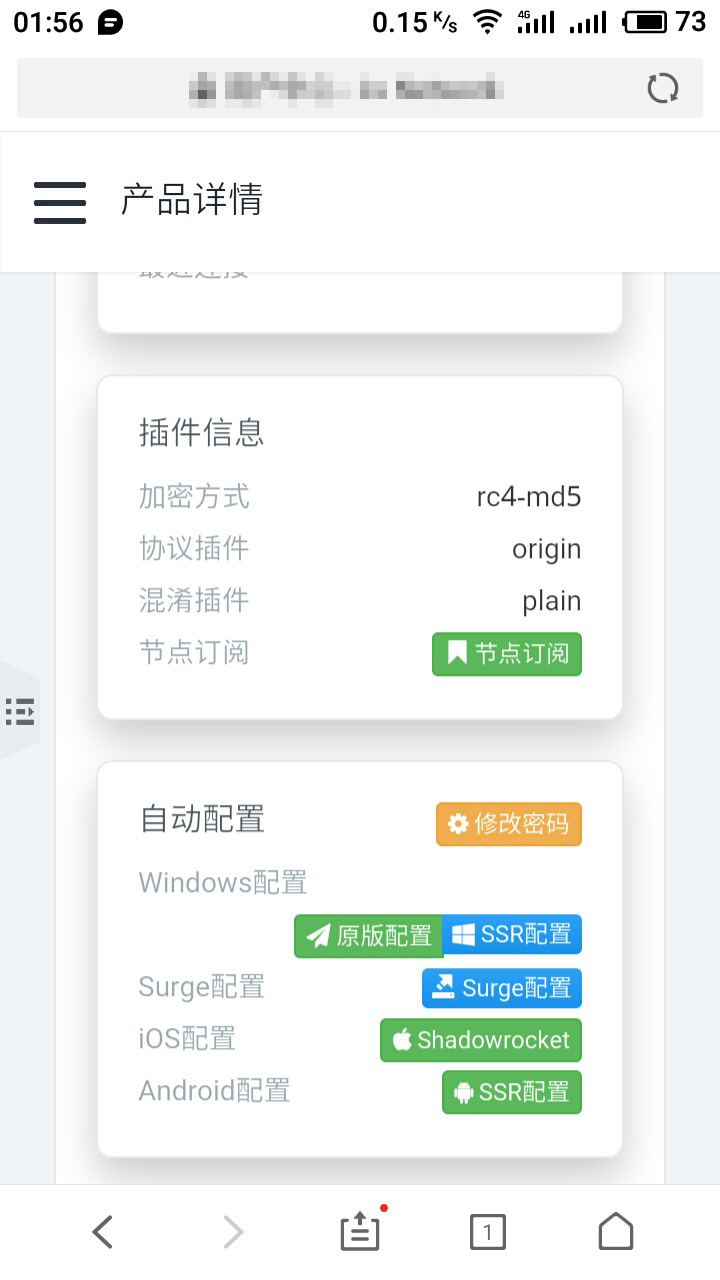 01:56
0.15 K/s
4G
73
产品详情
最近连接
插件信息
加密方式 rc4-md5
协议插件 origin
混淆插件 plain
节点订阅 节点订阅
自动配置 修改密码
Windows配置
原版配置 SSR配置
Surge配置 Surge配置
iOS配置 Shadowrocket
Android配置 SSR配置
1